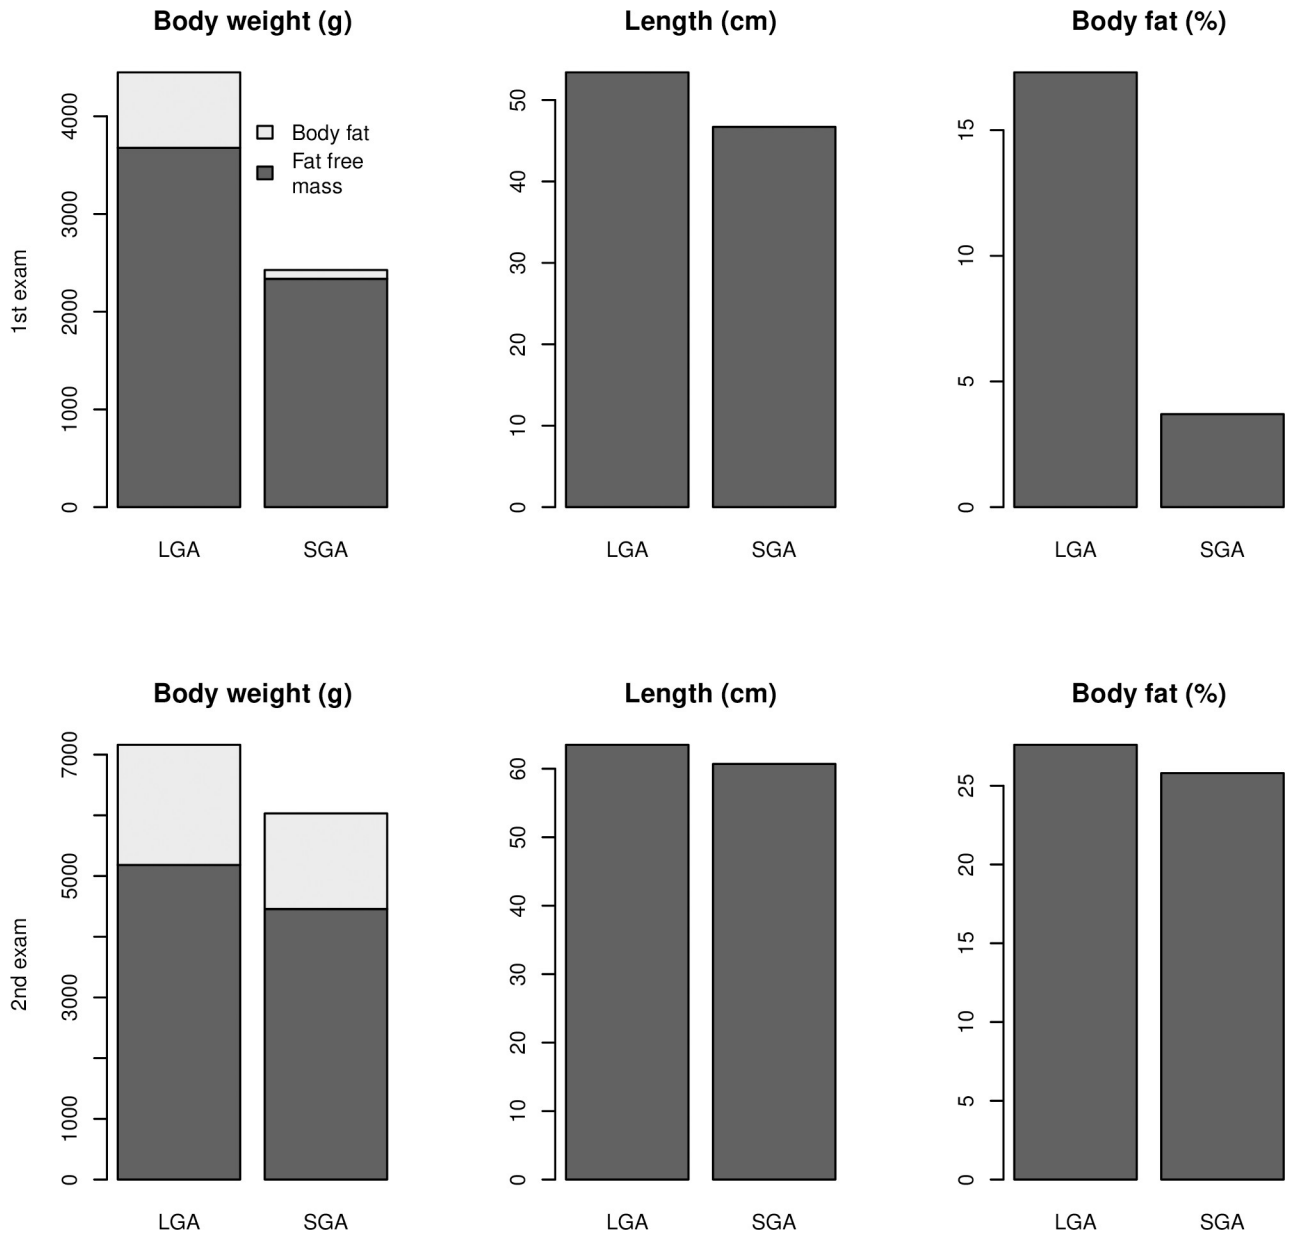 Body weight (g)
Length (cm)
Body fat (%)
1st exam
0
1000
2000
3000
4000
Body fat
Fat free
mass
LGA
SGA
0
10
20
30
40
50
LGA
SGA
0
5
10
15
LGA
SGA
Body weight (g)
Length (cm)
Body fat (%)
2nd exam
0
1000
3000
5000
7000
LGA
SGA
0
10
20
30
40
50
60
LGA
SGA
0
5
10
15
20
25
LGA
SGA